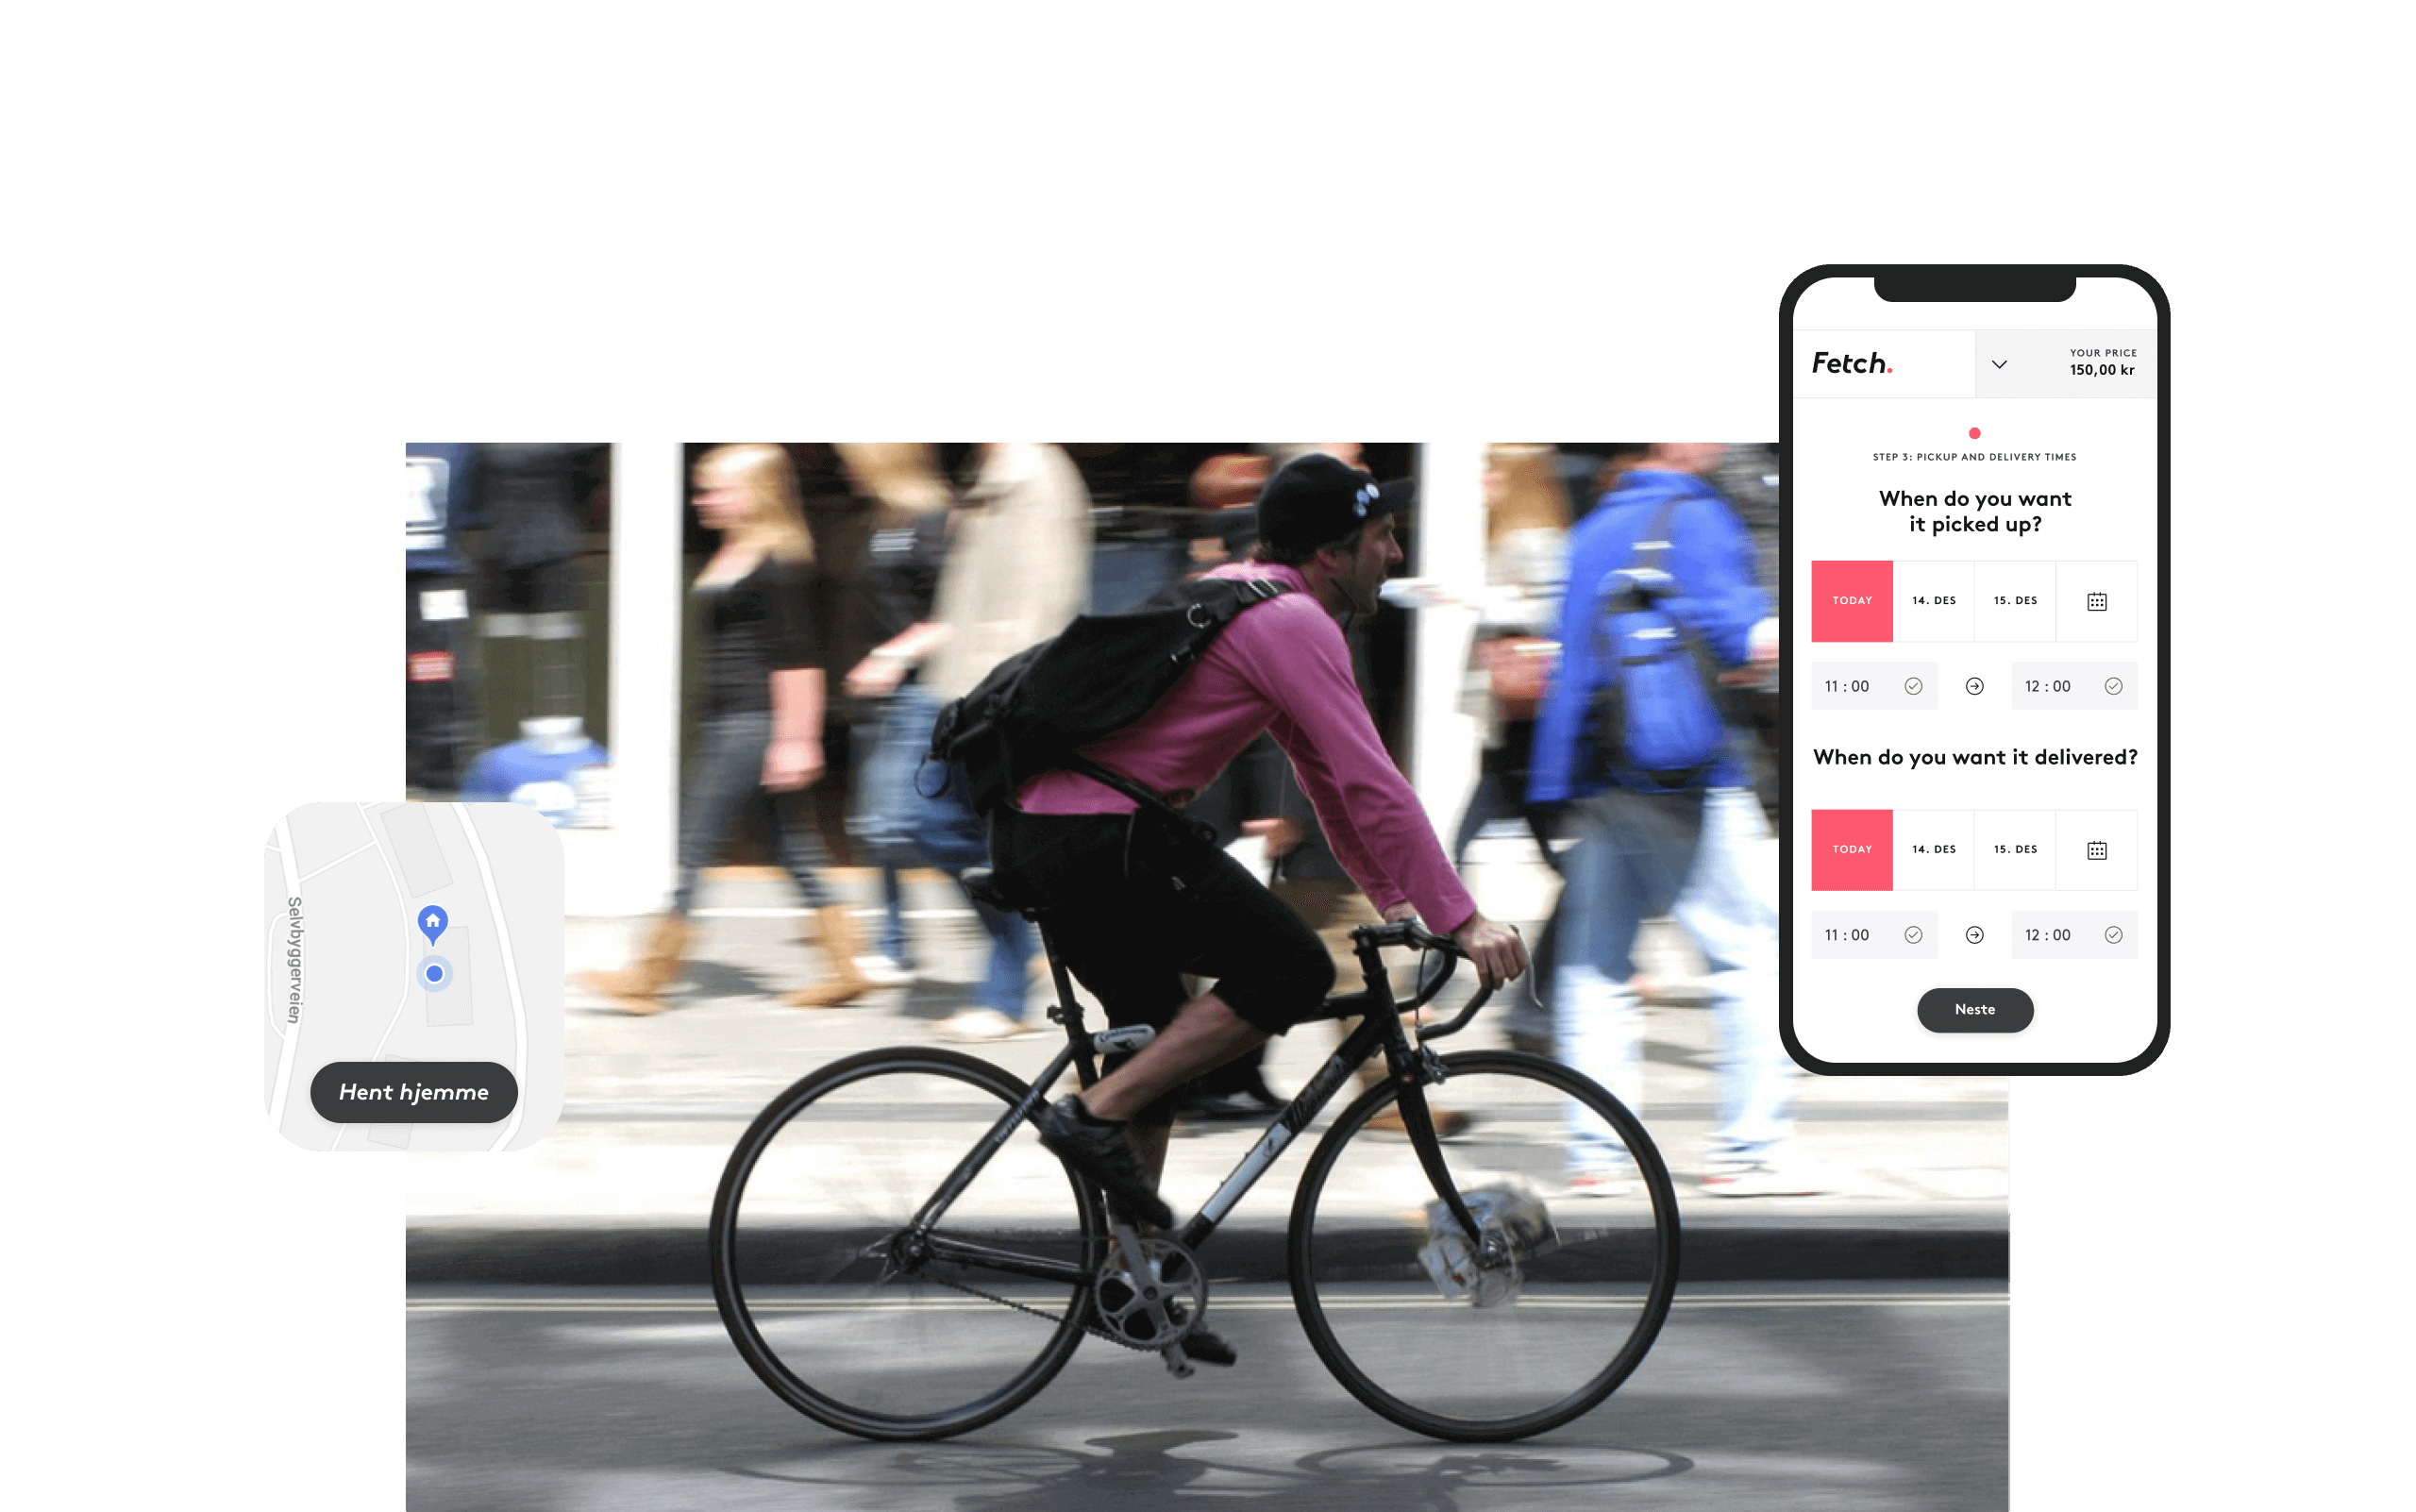 Fetch.
YOUR PRICE
150,00 kr
STEP 3: PICKUP AND DELIVERY TIMES
When do you want
it picked up?
TODAY 14. DES 15. DES
11 : 00 12 : 00
When do you want it delivered?
TODAY 14. DES 15. DES
11 : 00 12 : 00
Neste
Selvbyggerveien
Hent hjemme